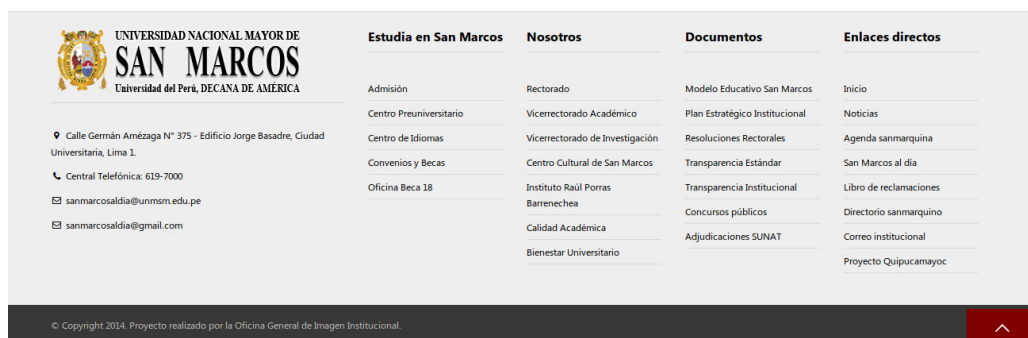 UNIVERSIDAD NACIONAL MAYOR DE
SAN MARCOS
Universidad del Perú, DECANA DE AMÉRICA
Calle Germán Amézaga N° 375 - Edificio Jorge Basadre, Ciudad
Universitaria, Lima 1.
Central Telefónica: 619-7000
sanmarcosaldia@unmsm.edu.pe
sanmarcosaldia@gmail.com
Estudia en San Marcos
Admisión
Centro Preuniversitario
Centro de Idiomas
Convenios y Becas
Oficina Beca 18
Nosotros
Rectorado
Vicerrectorado Académico
Vicerrectorado de Investigación
Centro Cultural de San Marcos
Instituto Raúl Porras
Barrenechea
Calidad Académica
Bienestar Universitario
Documentos
Modelo Educativo San Marcos
Plan Estratégico Institucional
Resoluciones Rectorales
Transparencia Estándar
Transparencia Institucional
Concursos públicos
Adjudicaciones SUNAT
Enlaces directos
Inicio
Noticias
Agenda sanmarquina
San Marcos al día
Libro de reclamaciones
Directorio sanmarquino
Correo institucional
Proyecto Quipucamayoc
© Copyright 2014. Proyecto realizado por la Oficina General de Imagen Institucional.